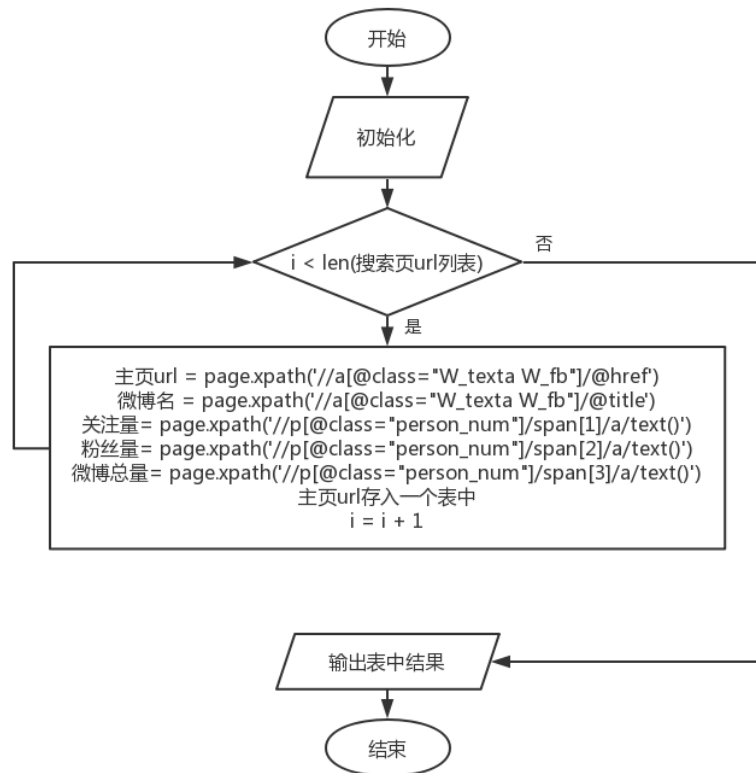 开始
初始化
i < len(搜索页url列表)
否
是
主页url = page.xpath('//a[@class="W_texta W_fb"]/@href')
微博名 = page.xpath('//a[@class="W_texta W_fb"]/@title')
关注量= page.xpath('//p[@class="person_num"]/span[1]/a/text()')
粉丝量= page.xpath('//p[@class="person_num"]/span[2]/a/text()')
微博总量= page.xpath('//p[@class="person_num"]/span[3]/a/text()')
主页url存入一个表中
i = i + 1
输出表中结果
结束